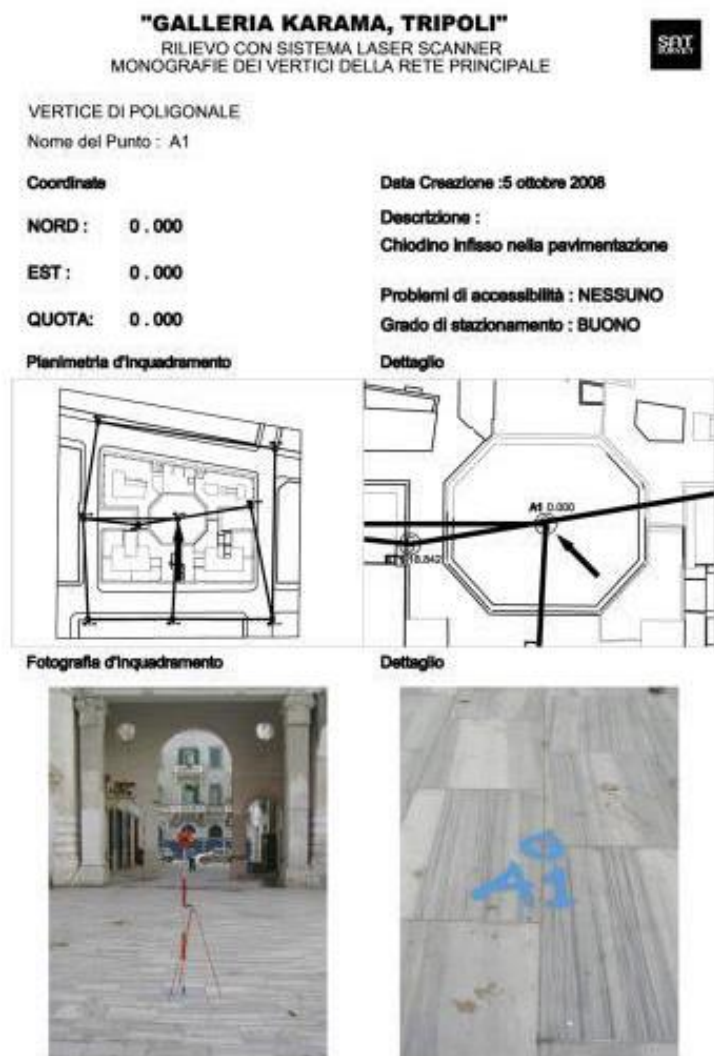 "GALLERIA KARAMA, TRIPOLI"
RILIEVO CON SISTEMA LASER SCANNER
MONOGRAFIE DEI VERTICI DELLA RETE PRINCIPALE
SAT
SURVEY
VERTICE DI POLIGONALE
Nome del Punto : A1
Coordinate
NORD : 0 . 000
EST : 0 . 000
QUOTA: 0 . 000
Data Creazione :5 ottobre 2006
Descrizione :
Chiodino infisso nella pavimentazione
Problemi di accessibilità : NESSUNO
Grado di stazionamento : BUONO
Planimetria d'inquadramento
Dettaglio
A1 0.000
Fotografia d'inquadramento
Dettaglio
A1